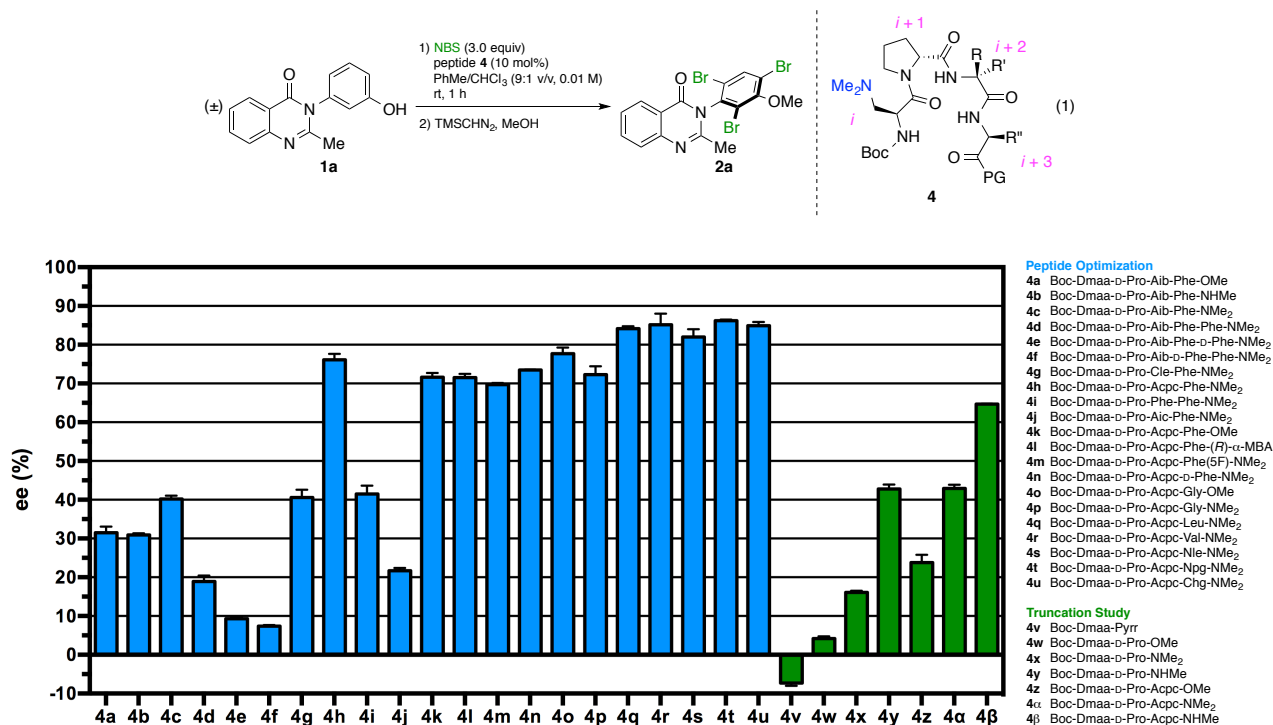 (±)
O
N
N
OH
Me
1a
1) NBS (3.0 equiv)
peptide 4 (10 mol%)
PhMe/CHCl3 (9:1 v/v, 0.01 M)
rt, 1 h
2) TMSCHN2, MeOH
O
Br
Br
N
OMe
Br
N
Me
2a
i + 1
O
R
i + 2
N
HN
R'
Me2N
O
O
i
HN
R"
NH
Boc
O
i + 3
PG
4
(1)
ee (%)
100
90
80
70
60
50
40
30
20
10
0
-10
4a 4b 4c 4d 4e 4f 4g 4h 4i 4j 4k 4l 4m 4n 4o 4p 4q 4r 4s 4t 4u 4v 4w 4x 4y 4z 4α 4β
Peptide Optimization
4a Boc-Dmaa-D-Pro-Aib-Phe-OMe
4b Boc-Dmaa-D-Pro-Aib-Phe-NHMe
4c Boc-Dmaa-D-Pro-Aib-Phe-NMe2
4d Boc-Dmaa-D-Pro-Aib-Phe-Phe-NMe2
4e Boc-Dmaa-D-Pro-Aib-Phe-D-Phe-NMe2
4f Boc-Dmaa-D-Pro-Aib-D-Phe-Phe-NMe2
4g Boc-Dmaa-D-Pro-Cle-Phe-NMe2
4h Boc-Dmaa-D-Pro-Acpc-Phe-NMe2
4i Boc-Dmaa-D-Pro-Phe-Phe-NMe2
4j Boc-Dmaa-D-Pro-Aic-Phe-NMe2
4k Boc-Dmaa-D-Pro-Acpc-Phe-OMe
4l Boc-Dmaa-D-Pro-Acpc-Phe-(R)-α-MBA
4m Boc-Dmaa-D-Pro-Acpc-Phe(5F)-NMe2
4n Boc-Dmaa-D-Pro-Acpc-D-Phe-NMe2
4o Boc-Dmaa-D-Pro-Acpc-Gly-OMe
4p Boc-Dmaa-D-Pro-Acpc-Gly-NMe2
4q Boc-Dmaa-D-Pro-Acpc-Leu-NMe2
4r Boc-Dmaa-D-Pro-Acpc-Val-NMe2
4s Boc-Dmaa-D-Pro-Acpc-Nle-NMe2
4t Boc-Dmaa-D-Pro-Acpc-Npg-NMe2
4u Boc-Dmaa-D-Pro-Acpc-Chg-NMe2
Truncation Study
4v Boc-Dmaa-Pyrr
4w Boc-Dmaa-D-Pro-OMe
4x Boc-Dmaa-D-Pro-NMe2
4y Boc-Dmaa-D-Pro-NHMe
4z Boc-Dmaa-D-Pro-Acpc-OMe
4α Boc-Dmaa-D-Pro-Acpc-NMe2
4β Boc-Dmaa-D-Pro-AcpcNHMe